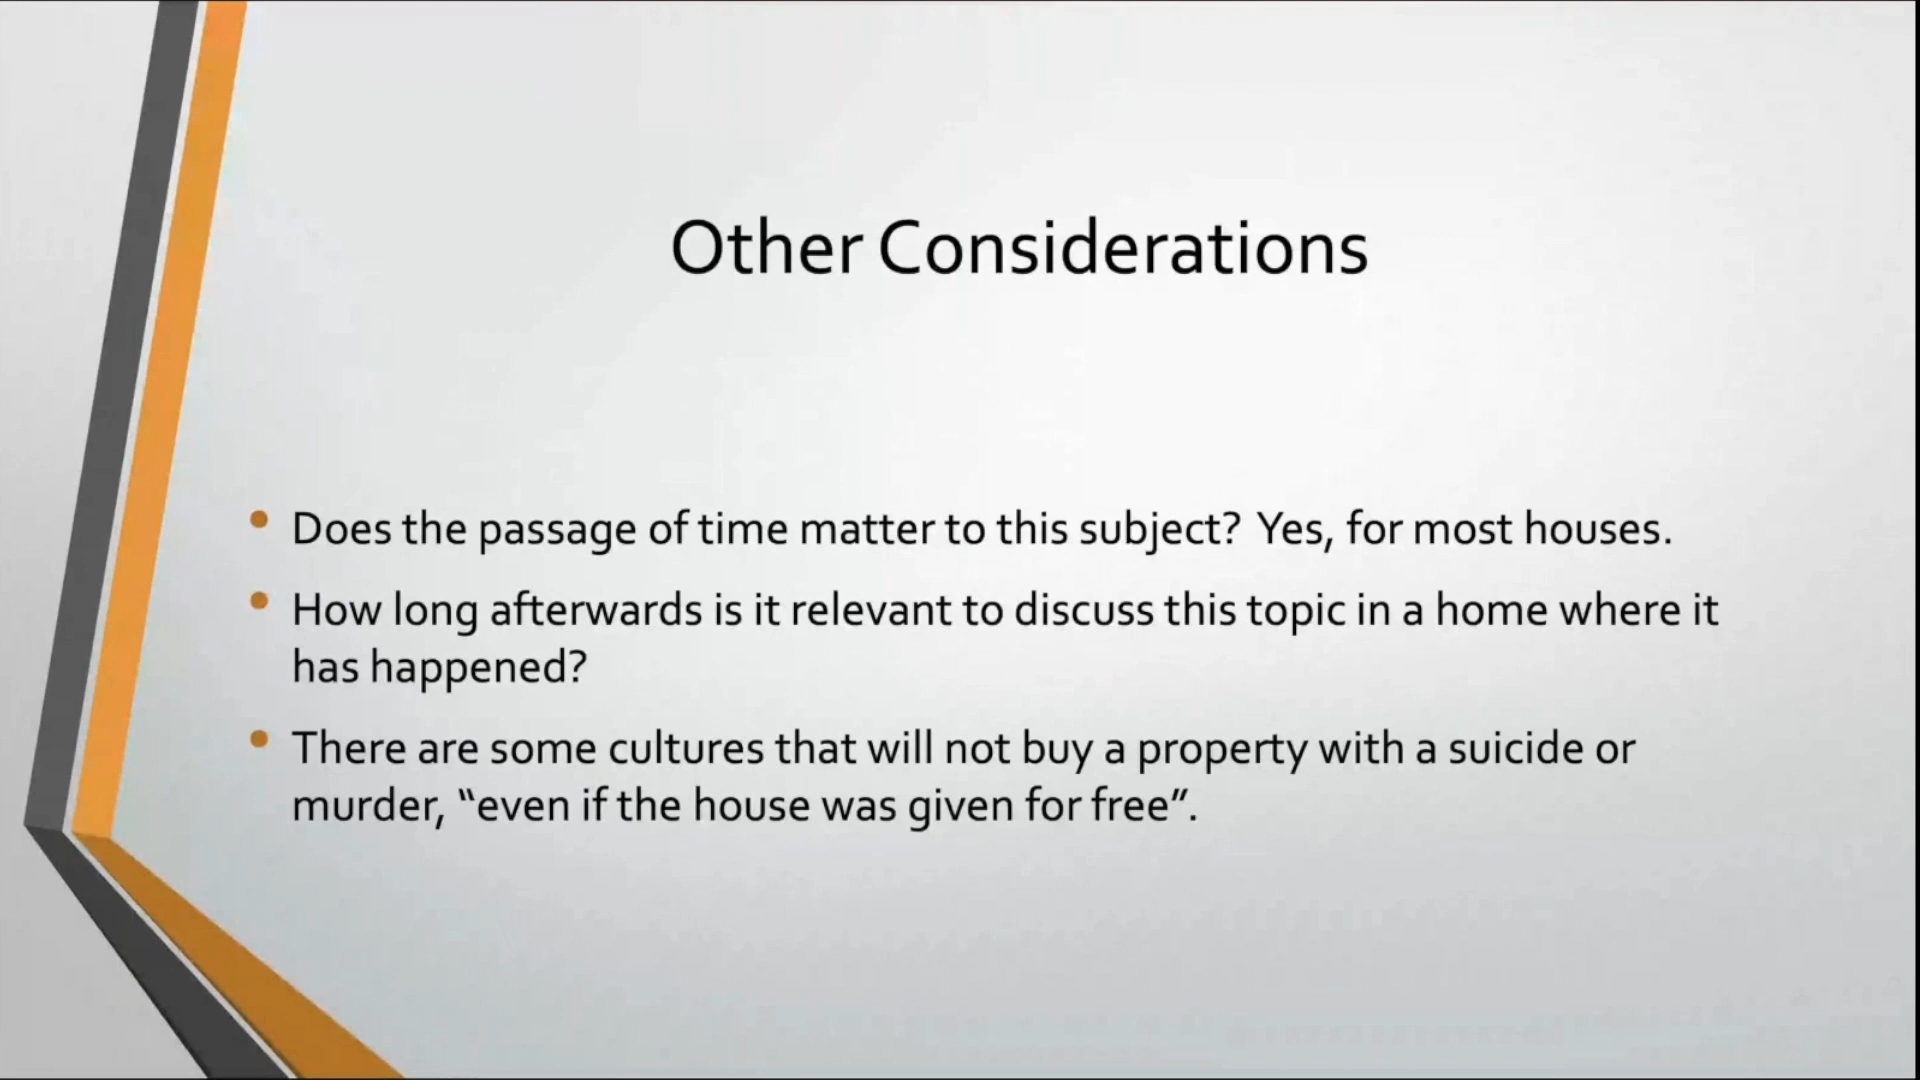 Other Considerations
Does the passage of time matter to this subject?  Yes, for most houses.
How long afterwards is it relevant to discuss this topic in a home where it
has happened?
There are some cultures that will not buy a property with a suicide or
murder, “even if the house was given for free”.